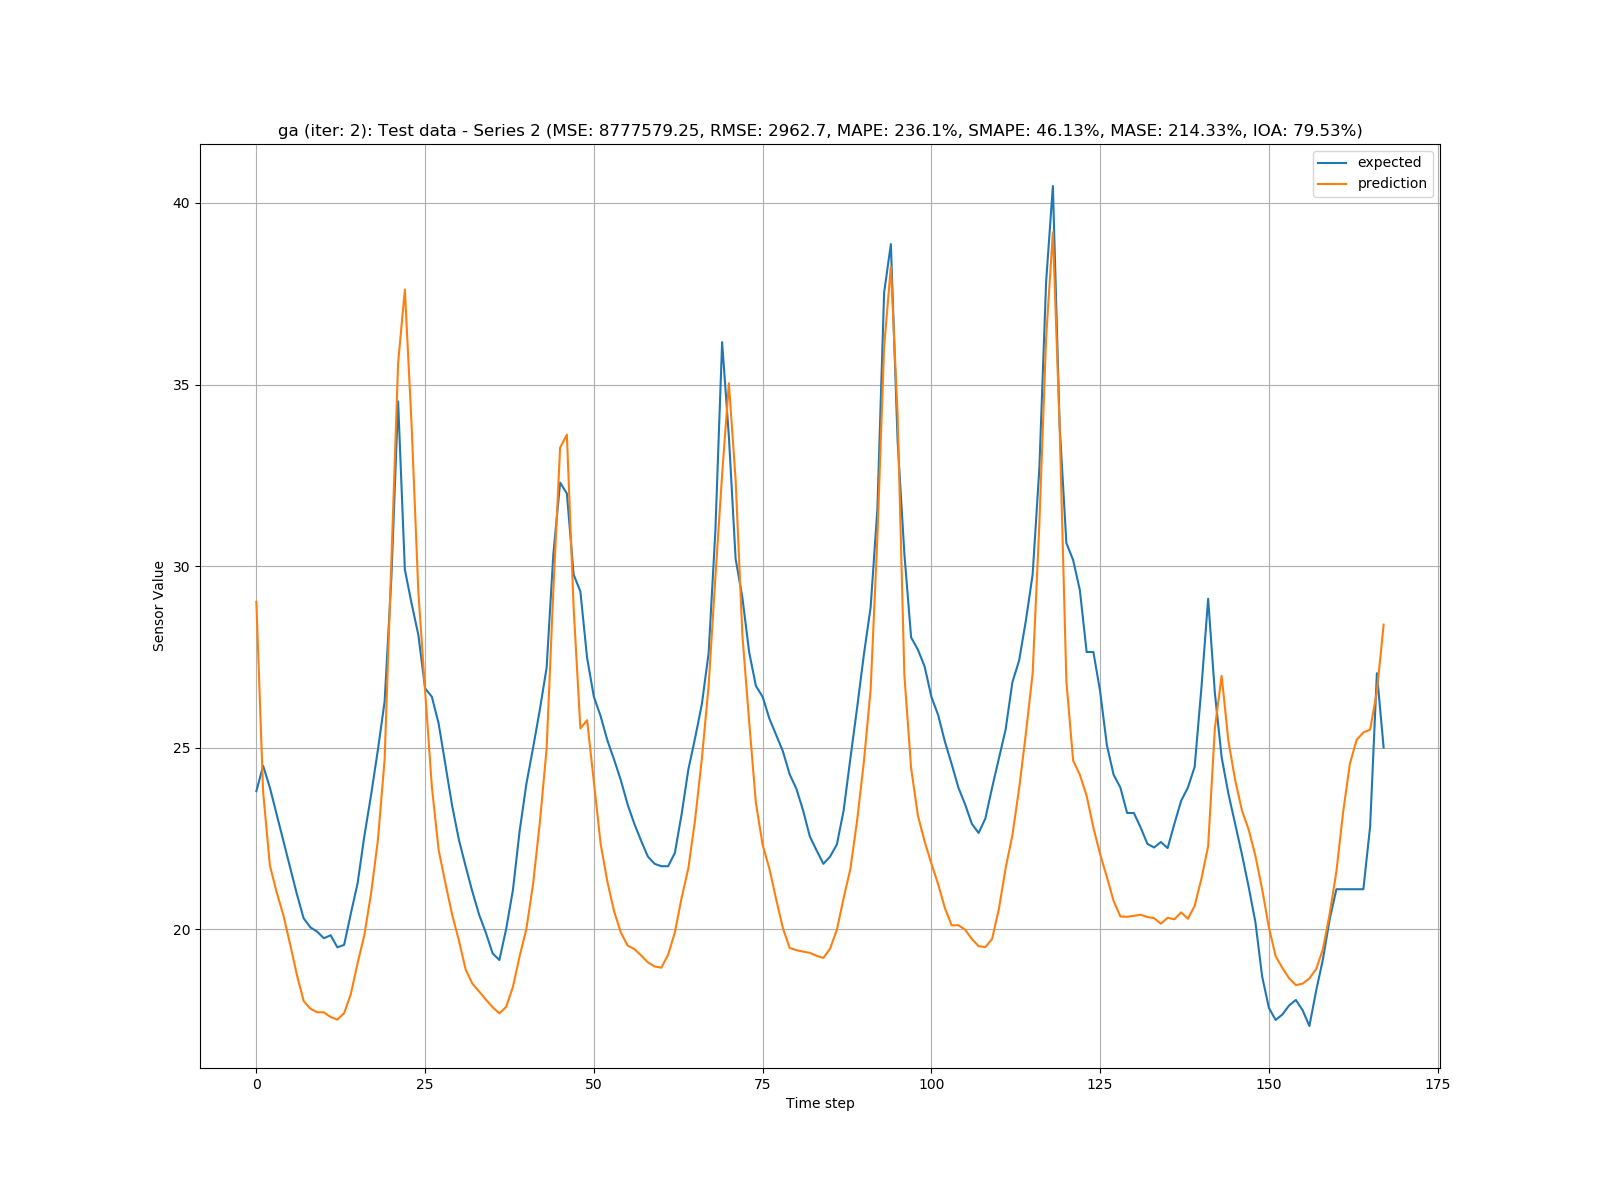 ga (iter: 2): Test data - Series 2 (MSE: 8777579.25, RMSE: 2962.7, MAPE: 236.1%, SMAPE: 46.13%, MASE: 214.33%, IOA: 79.53%)
expected
prediction
40
35
30
25
20
Sensor Value
0 25 50 75 100 125 150 175
Time step